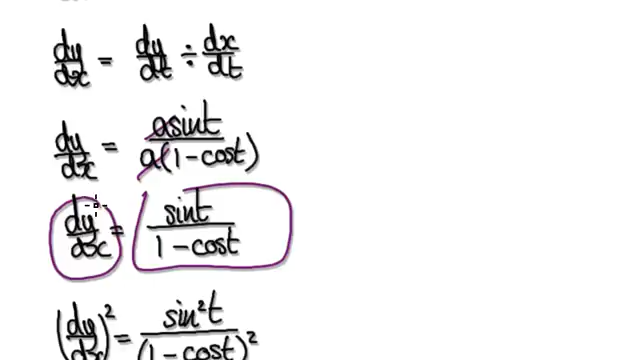 dy/dx = dy/dt ÷ dx/dt
dy/dx = asint/a(1-cost)
dy/dx = sint/1-cost
(dy/dx)² = sin²t/(1-cost)²